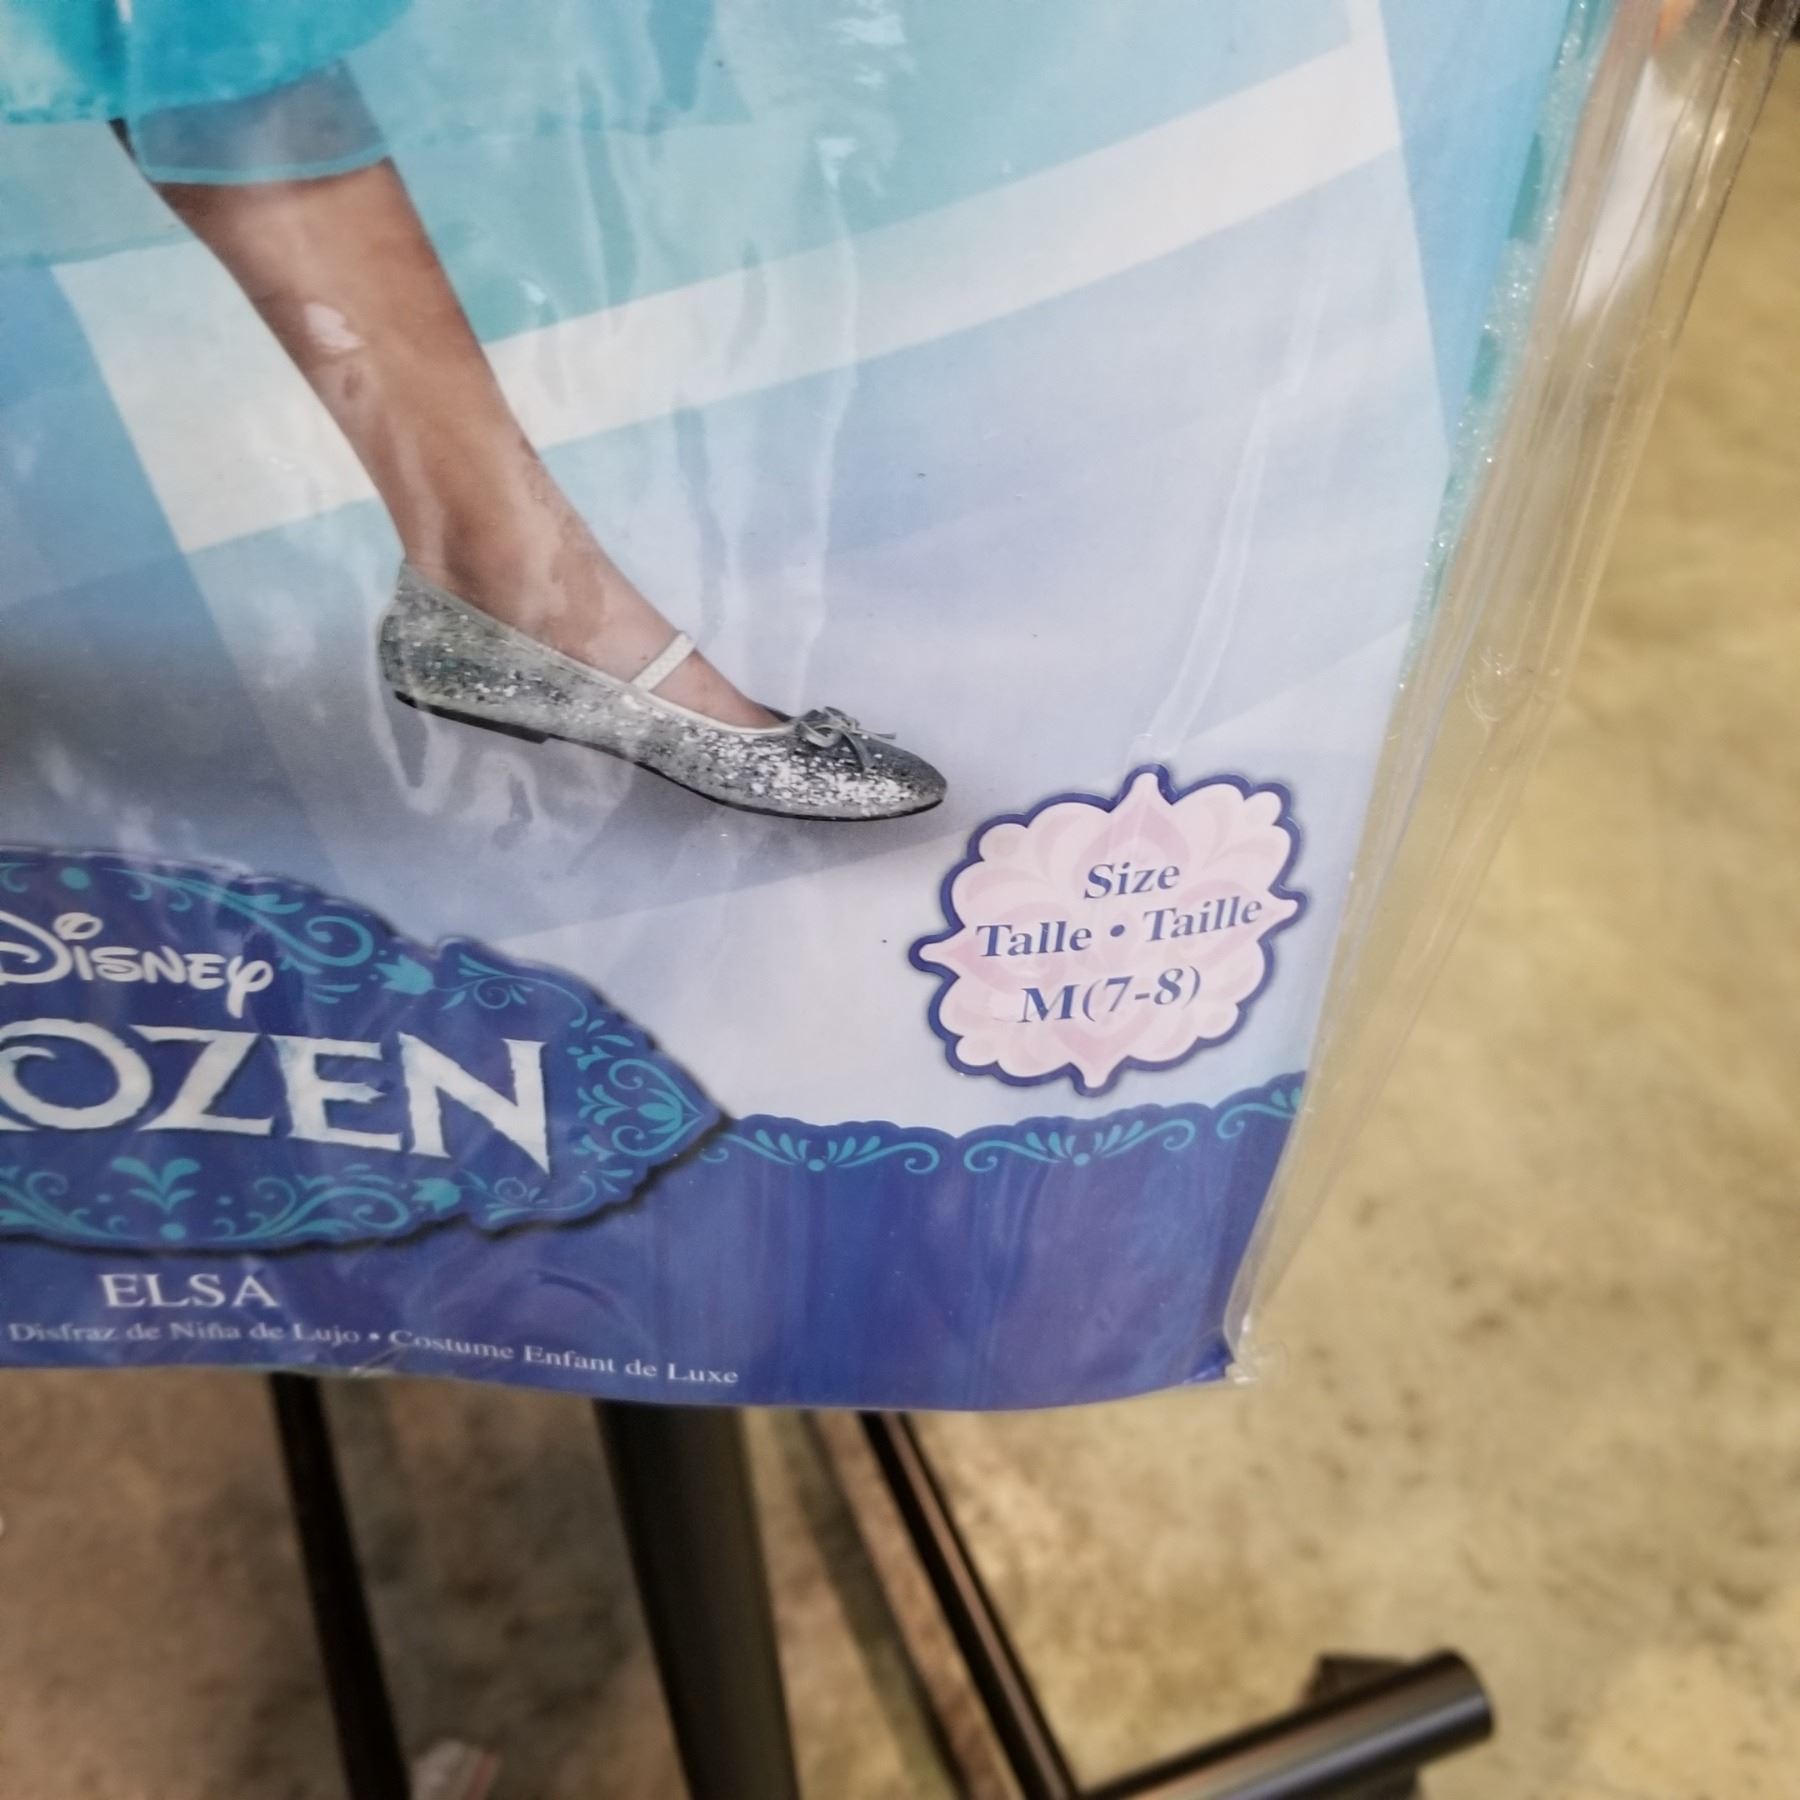 Size
Talle • Taille
M(7-8)
Disney
OZEN
ELSA
Disfraz de Niña de Lujo • Costume Enfant de Luxe